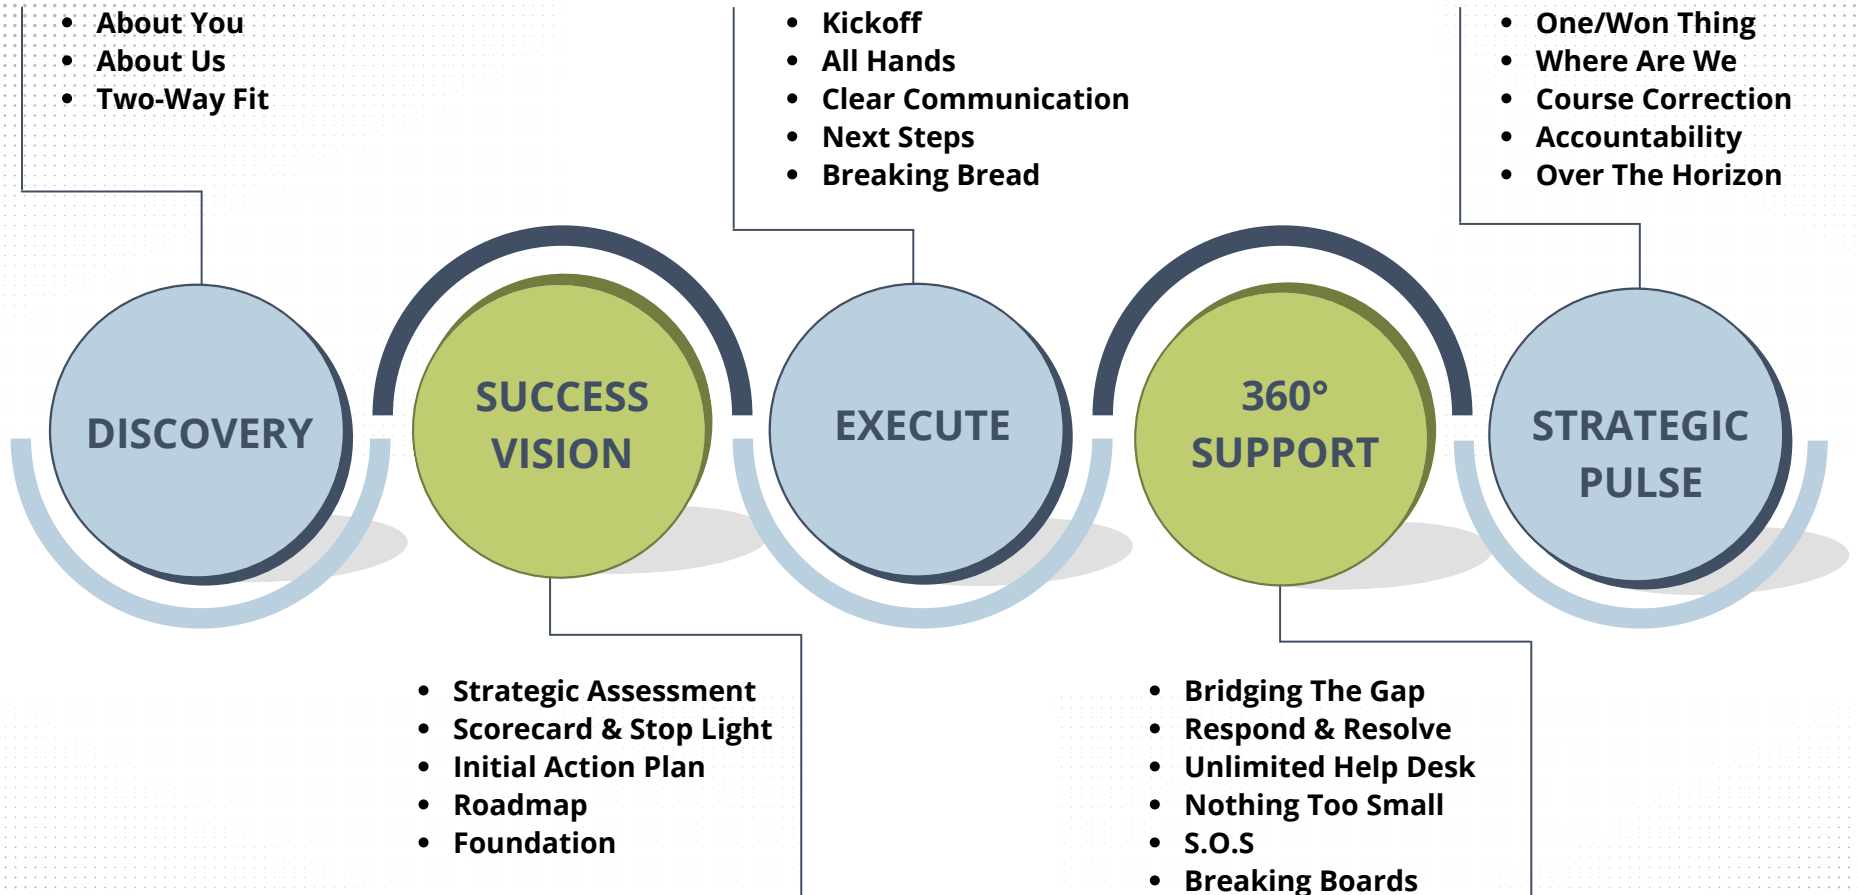 • About You
• About Us
• Two-Way Fit
• Kickoff
• All Hands
• Clear Communication
• Next Steps
• Breaking Bread
• One/Won Thing
• Where Are We
• Course Correction
• Accountability
• Over The Horizon
DISCOVERY
SUCCESS
VISION
EXECUTE
360°
SUPPORT
STRATEGIC
PULSE
• Strategic Assessment
• Scorecard & Stop Light
• Initial Action Plan
• Roadmap
• Foundation
• Bridging The Gap
• Respond & Resolve
• Unlimited Help Desk
• Nothing Too Small
• S.O.S
• Breaking Boards